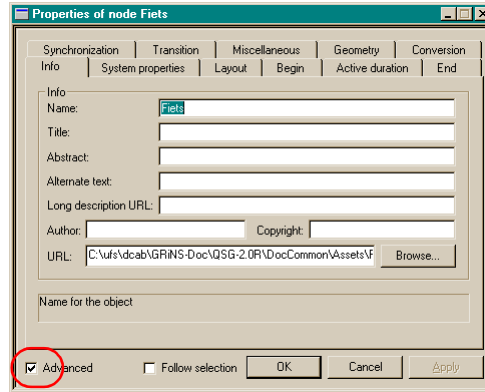 Properties of node Fiets
Synchronization Transition Miscellaneous Geometry Conversion
Info System properties Layout Begin Active duration End
Info
Name: Fiets
Title:
Abstract:
Alternate text:
Long description URL:
Author: Copyright:
URL: C:\ufs\dcab\GRiNS-Doc\QSG-2.0R\DocCommon\Assets\F Browse...
Name for the object
Advanced Follow selection OK Cancel Apply